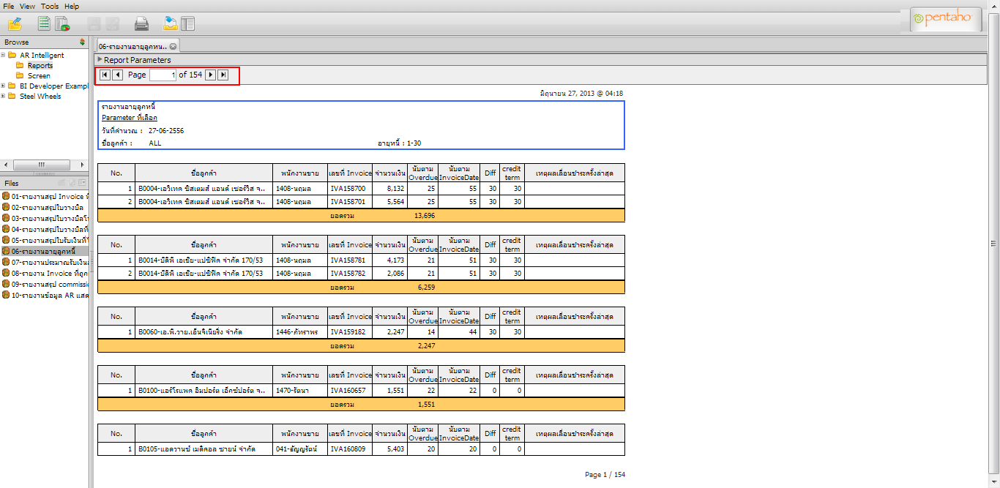 File View Tools Help
pentaho
Browse
AR Intelligent
Reports
Screen
BI Developer Exampl
Steel Wheels
Files
01-รายงานสรุป Invoice ที่
02-รายงานสรุปใบวางบิล
03-รายงานสรุปใบวางบิลโ
04-รายงานสรุปใบวางบิลที่
05-รายงานสรุปใบรับเงินที่
06-รายงานอายุลูกหนี้
07-รายงานประมาณรับเงิน
08-รายงาน Invoice ที่ถูก
09-รายงานสรุป commissio
10-รายงานข้อมูล AR แสด
06-รายงานอายุลูกหน..
Report Parameters
Page 1 of 154
มิถุนายน 27, 2013 @ 04:18
รายงานอายุลูกหนี้
Parameter ที่เลือก
วันที่คำนวณ : 27-06-2556
ชื่อลูกค้า : ALL อายุหนี้ : 1-30
No. ชื่อลูกค้า พนักงานขาย เลขที่ Invoice จำนวนเงิน นับตาม Overdue นับตาม InvoiceDate Diff credit term เหตุผลเลื่อนชำระครั้งล่าสุด
1 B0004-เอวิเทค ซิสเตมส์ แอนด์ เซอร์วิส จ.. 1408-นฤมล IVA158700 8,132 25 55 30 30
2 B0004-เอวิเทค ซิสเตมส์ แอนด์ เซอร์วิส จ.. 1408-นฤมล IVA158701 5,564 25 55 30 30
ยอดรวม 13,696
No. ชื่อลูกค้า พนักงานขาย เลขที่ Invoice จำนวนเงิน นับตาม Overdue นับตาม InvoiceDate Diff credit term เหตุผลเลื่อนชำระครั้งล่าสุด
1 B0014-บีดิพี เอเชีย-แปซิฟิค จำกัด 170/53 1408-นฤมล IVA158781 4,173 21 51 30 30
2 B0014-บีดิพี เอเชีย-แปซิฟิค จำกัด 170/53 1408-นฤมล IVA158782 2,086 21 51 30 30
ยอดรวม 6,259
No. ชื่อลูกค้า พนักงานขาย เลขที่ Invoice จำนวนเงิน นับตาม Overdue นับตาม InvoiceDate Diff credit term เหตุผลเลื่อนชำระครั้งล่าสุด
1 B0060-เอ.พี.วาย.เอ็นจิเนียริ่ง จำกัด 1446-ภัทราพร IVA159182 2,247 14 44 30 30
ยอดรวม 2,247
No. ชื่อลูกค้า พนักงานขาย เลขที่ Invoice จำนวนเงิน นับตาม Overdue นับตาม InvoiceDate Diff credit term เหตุผลเลื่อนชำระครั้งล่าสุด
1 B0100-แอร์โรแพค อิมปอร์ต เอ็กซ์ปอร์ต จ.. 1470-รัตนา IVA160657 1,551 22 22 0 0
ยอดรวม 1,551
No. ชื่อลูกค้า พนักงานขาย เลขที่ Invoice จำนวนเงิน นับตาม Overdue นับตาม InvoiceDate Diff credit term เหตุผลเลื่อนชำระครั้งล่าสุด
1 B0105-แอดวานซ์ เมดิคอล ซายน์ จำกัด 041-ธัญญรัตน์ IVA160809 5,403 20 20 0 0
Page 1 / 154